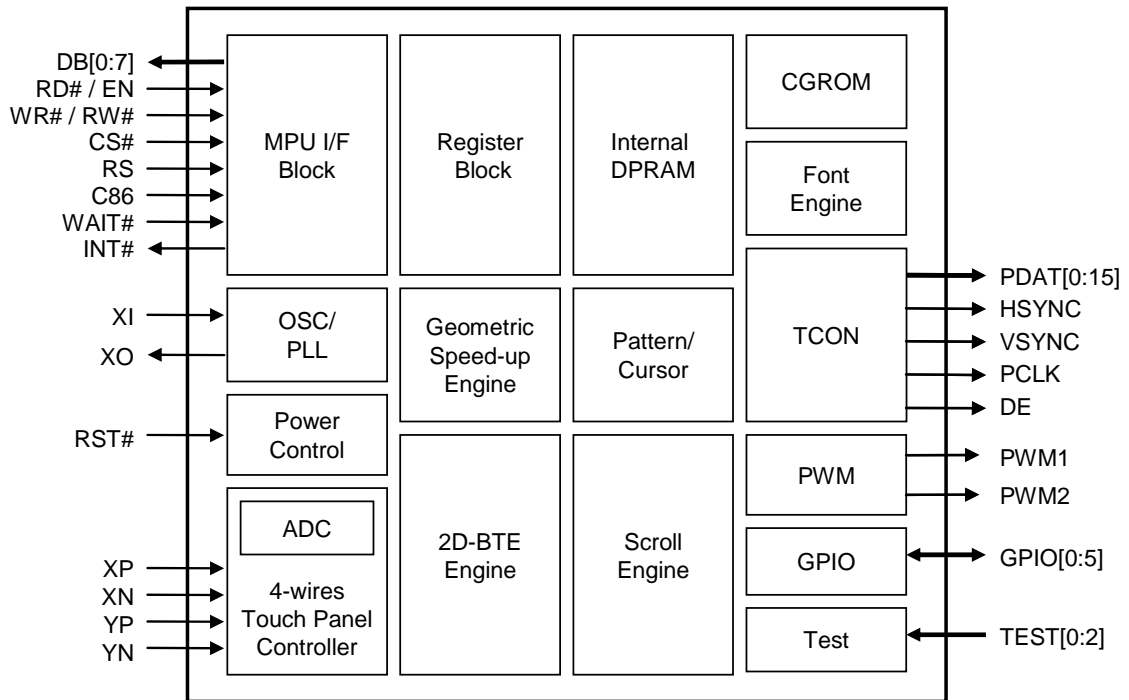 DB[0:7]
RD# / EN
WR# / RW#
CS#
RS
C86
WAIT#
INT#
XI
XO
RST#
XP
XN
YP
YN
MPU I/F
Block
Register
Block
Internal
DPRAM
CGROM
Font
Engine
OSC/
PLL
Geometric
Speed-up
Engine
Pattern/
Cursor
TCON
Power
Control
ADC
4-wires
Touch Panel
Controller
2D-BTE
Engine
Scroll
Engine
PWM
GPIO
Test
PDAT[0:15]
HSYNC
VSYNC
PCLK
DE
PWM1
PWM2
GPIO[0:5]
TEST[0:2]